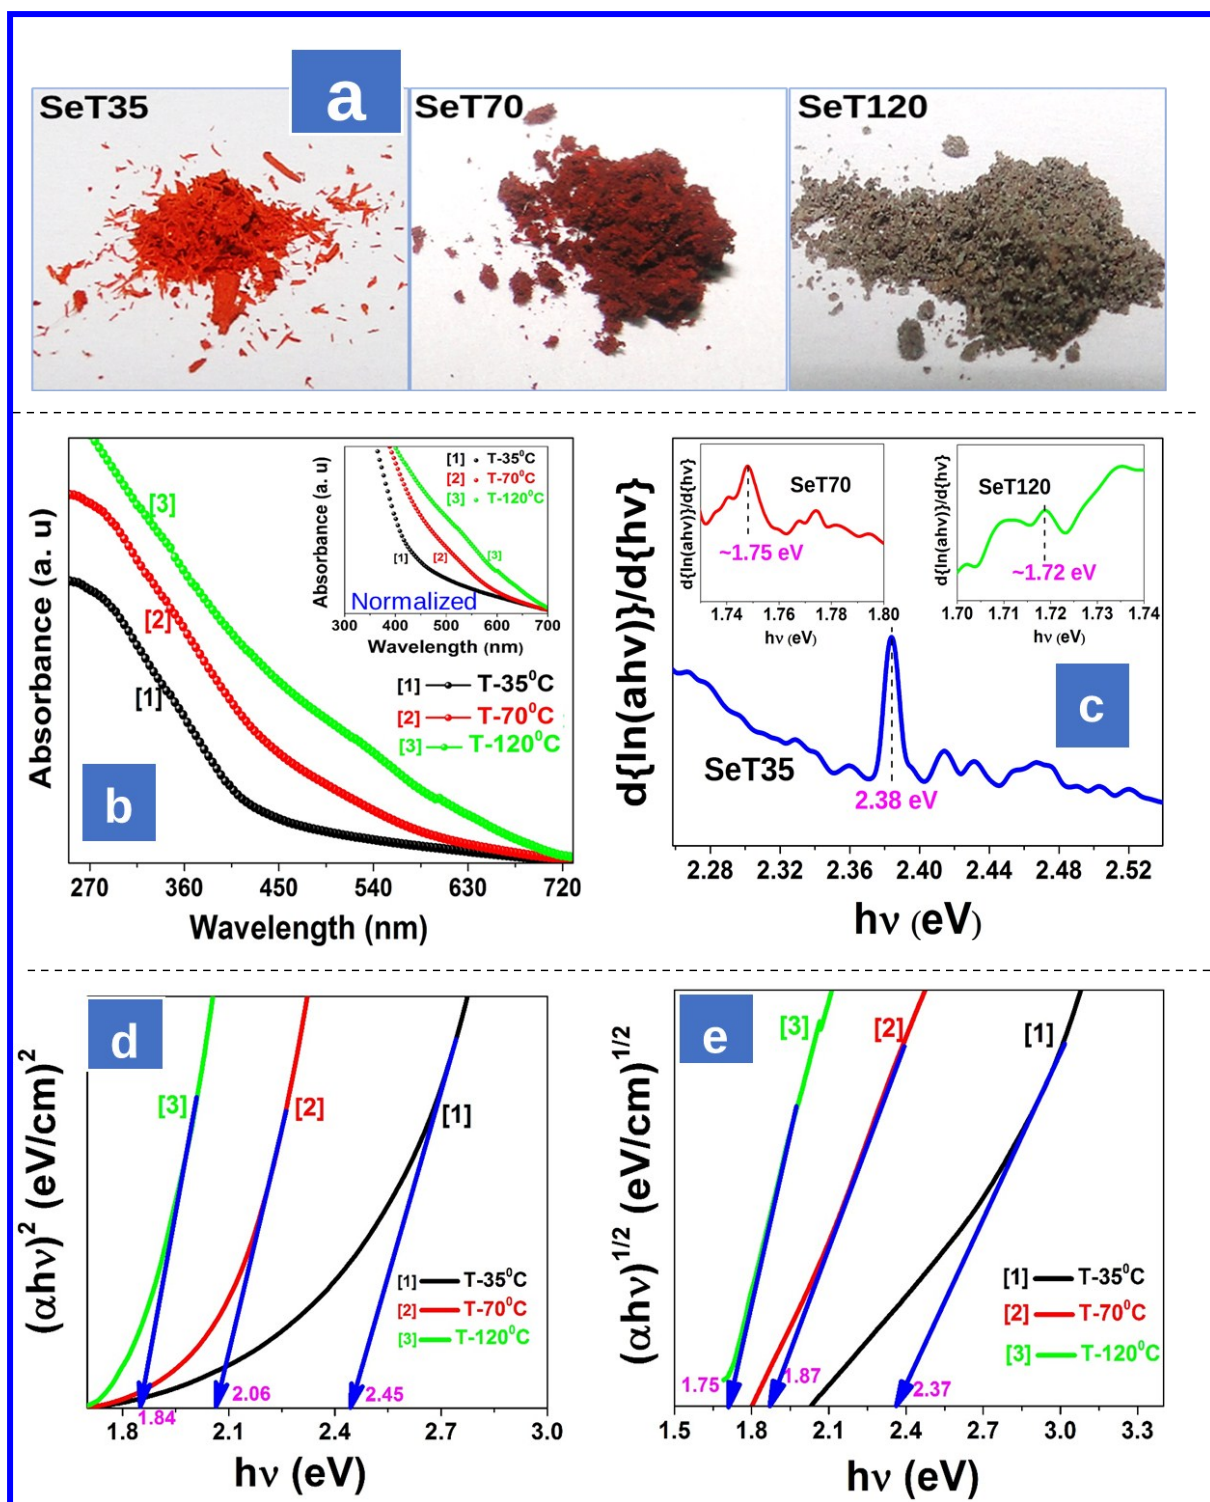 a
SeT35
SeT70
SeT120
Absorbance (a. u)
[3]
[2]
[1]
b
270 360 450 540 630 720
Wavelength (nm)
[1] T-35⁰C
[2] T-70⁰C
[3] T-120⁰C
Absorbance (a. u)
[1] T-35⁰C
[2] T-70⁰C
[3] T-120⁰C
[1]
[2]
[3]
Normalized
300 400 500 600 700
Wavelength (nm)
d{ln(ahν)}/d{hν}
d{ln(ahν)}/d{hν}
SeT70
~1.75 eV
1.74 1.76 1.78 1.80
hν (eV)
d{ln(ahν)}/d{hν}
SeT120
~1.72 eV
1.70 1.71 1.72 1.73 1.74
hν (eV)
c
SeT35
2.38 eV
2.28 2.32 2.36 2.40 2.44 2.48 2.52
hν (eV)
d
(αhν)² (eV/cm)²
[3]
[2]
[1]
[1] T-35⁰C
[2] T-70⁰C
[3] T-120⁰C
1.84
2.06
2.45
1.8 2.1 2.4 2.7 3.0
hν (eV)
e
(αhν)^1/2 (eV/cm)^1/2
[3]
[2]
[1]
[1] T-35⁰C
[2] T-70⁰C
[3] T-120⁰C
1.75
1.87
2.37
1.5 1.8 2.1 2.4 2.7 3.0 3.3
hν (eV)